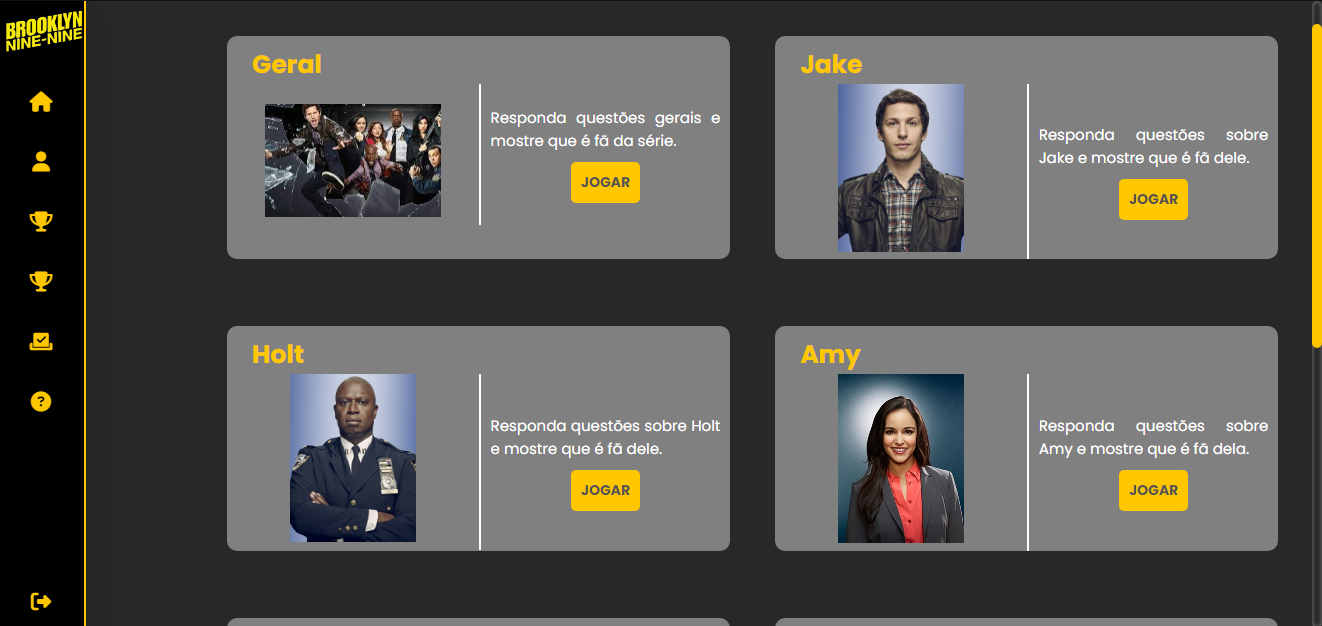 BROOKLYN
NINE-NINE
Geral
Responda questões gerais e
mostre que é fã da série.
JOGAR
Jake
Responda questões sobre
Jake e mostre que é fã dele.
JOGAR
Holt
Responda questões sobre Holt
e mostre que é fã dele.
JOGAR
Amy
Responda questões sobre
Amy e mostre que é fã dela.
JOGAR
?